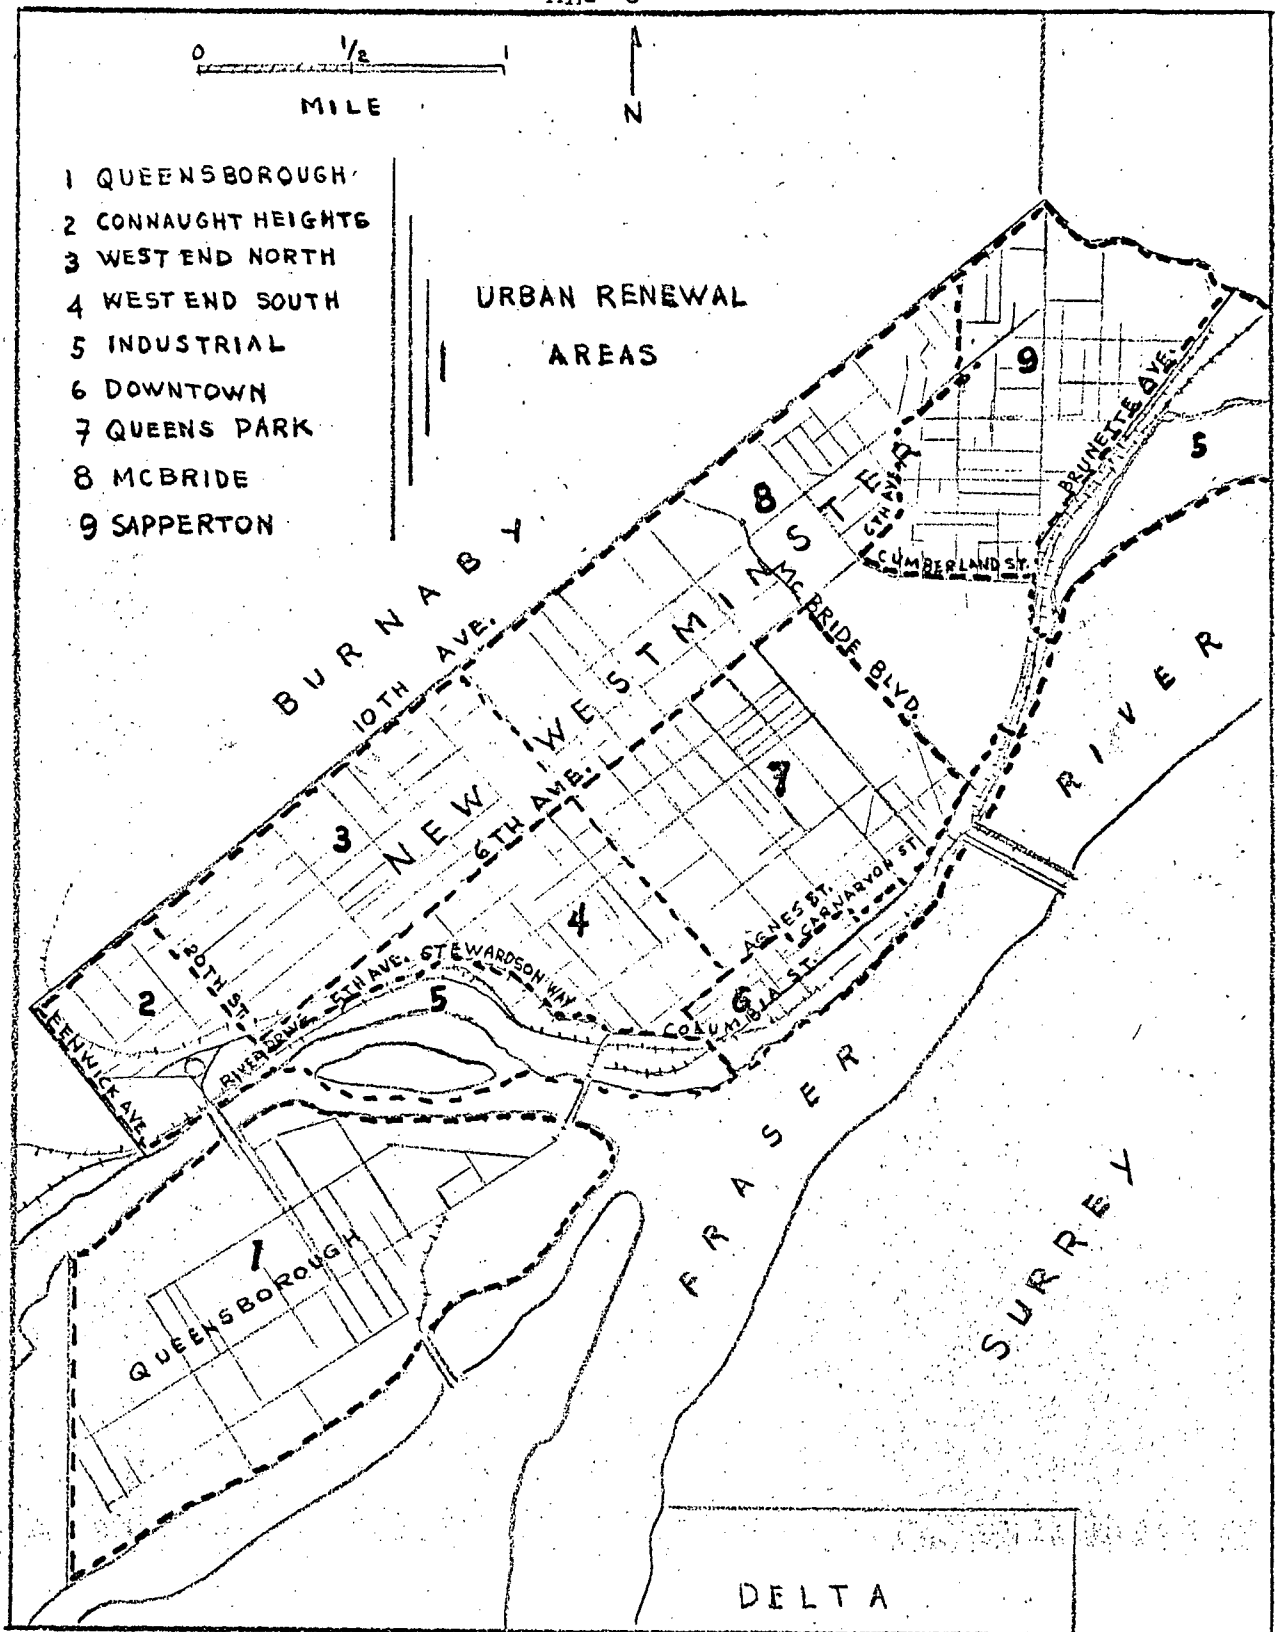 0 1/2 1
MILE
N
1 QUEENSBOROUGH
2 CONNAUGHT HEIGHTS
3 WEST END NORTH
4 WEST END SOUTH
5 INDUSTRIAL
6 DOWNTOWN
7 QUEENS PARK
8 MCBRIDE
9 SAPPERTON
URBAN RENEWAL
AREAS
BURNABY
10TH AVE.
NEW WESTMINSTER
6TH AVE.
9
BRUNETTE AVE.
5
8
6TH AVE.
CUMBERLAND ST.
MCBRIDE BLVD.
7
3
4
AGNES ST.
CARNARVON ST.
COLUMBIA ST.
6
2
20TH ST.
RIVER DRIVE
5TH AVE.
STEWARDSON WAY
5
FENWICK AVE.
1
QUEENSBOROUGH
FRASER RIVER
SURREY
DELTA